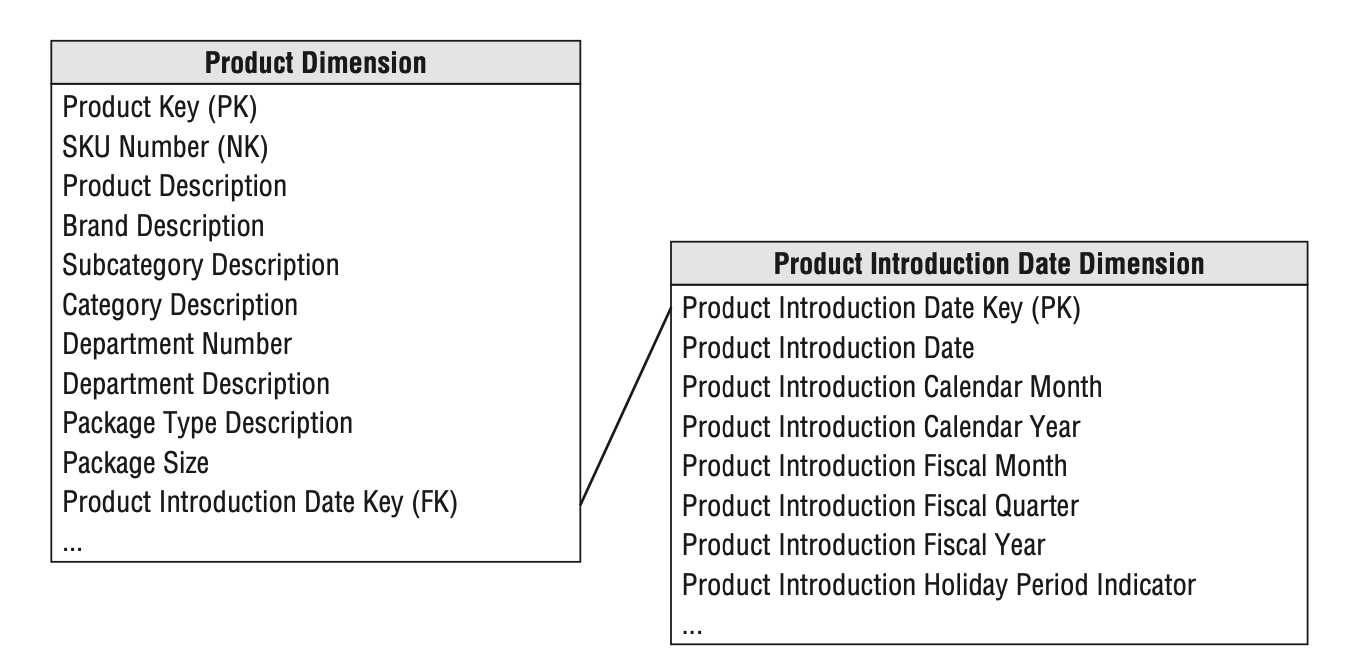 Product Dimension
Product Key (PK)
SKU Number (NK)
Product Description
Brand Description
Subcategory Description
Category Description
Department Number
Department Description
Package Type Description
Package Size
Product Introduction Date Key (FK)
...
Product Introduction Date Dimension
Product Introduction Date Key (PK)
Product Introduction Date
Product Introduction Calendar Month
Product Introduction Calendar Year
Product Introduction Fiscal Month
Product Introduction Fiscal Quarter
Product Introduction Fiscal Year
Product Introduction Holiday Period Indicator
...